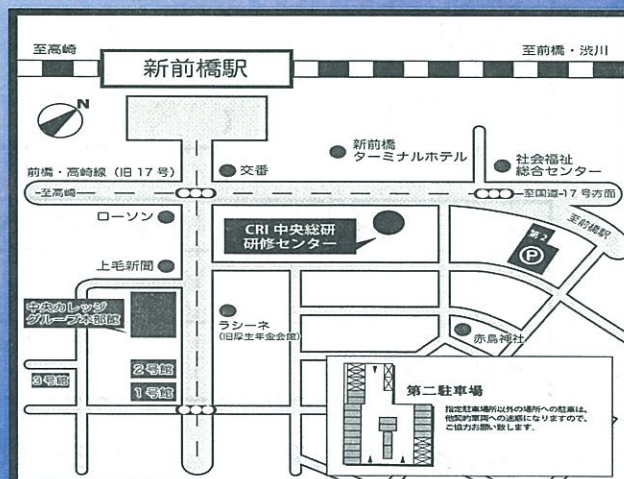 至高崎
新前橋駅
至前橋・渋川
N
前橋・高崎線（旧17号）
交番
新前橋
ターミナルホテル
社会福祉
総合センター
至高崎
至国道17号方面
ローソン
CRI 中央総研
研修センター
至前橋駅
第2
P
上毛新聞
中央カレッジ
グループ本部館
ラシーネ
(旧厚生年金会館)
赤鳥神社
3号館
2号館
1号館
第二駐車場
指定駐車場所以外の場所への駐車は、
他契約車両への迷惑になりますので、
ご協力お願い致します。